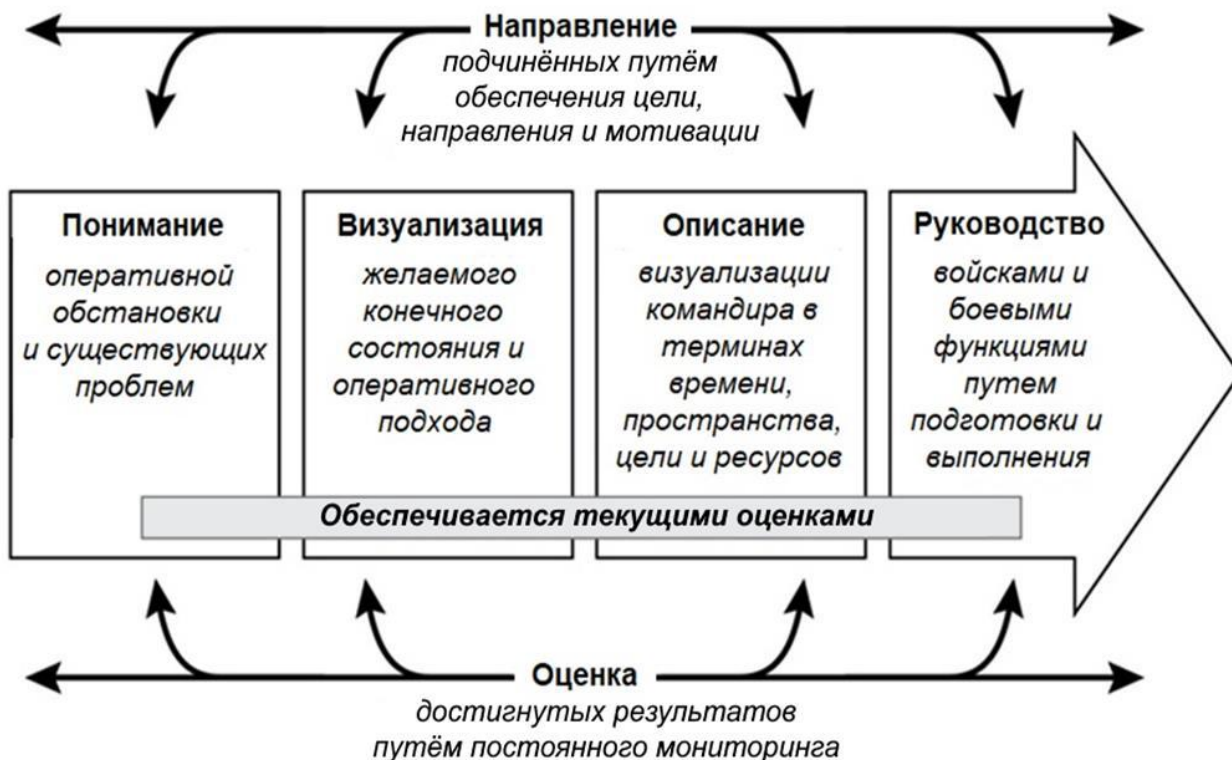 Направление
подчинённых путём
обеспечения цели,
направления и мотивации
Понимание
оперативной
обстановки
и существующих
проблем
Визуализация
желаемого
конечного
состояния и
оперативного
подхода
Описание
визуализации
командира в
терминах
времени,
пространства,
цели и ресурсов
Руководство
войсками и
боевыми
функциями
путем
подготовки и
выполнения
Обеспечивается текущими оценками
Оценка
достигнутых результатов
путём постоянного мониторинга